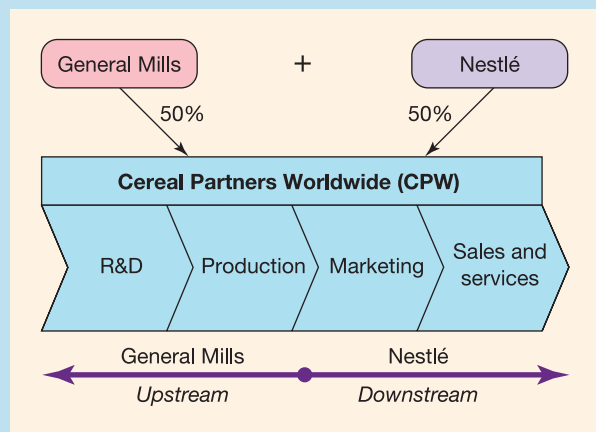 General Mills + Nestlé
50% 50%
Cereal Partners Worldwide (CPW)
R&D Production Marketing Sales and
services
General Mills Nestlé
Upstream Downstream